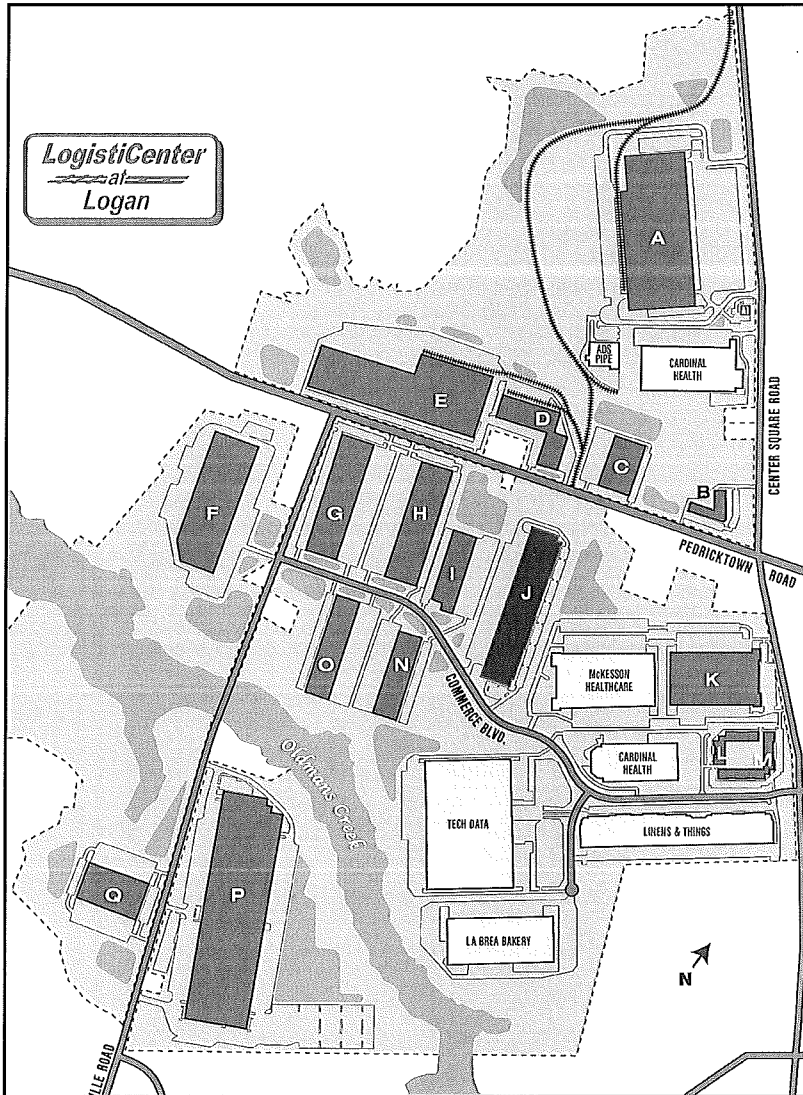 LogistiCenter
at
Logan
A
ADS
PIPE
CARDINAL
HEALTH
CENTER SQUARE ROAD
E
D
C
B
PEDRICKTOWN ROAD
F
G
H
I
J
O
N
COMMERCE BLVD.
McKESSON
HEALTHCARE
K
CARDINAL
HEALTH
L
M
Oldmans Creek
TECH DATA
LINENS & THINGS
LA BREA BAKERY
Q
P
N
ILLE ROAD